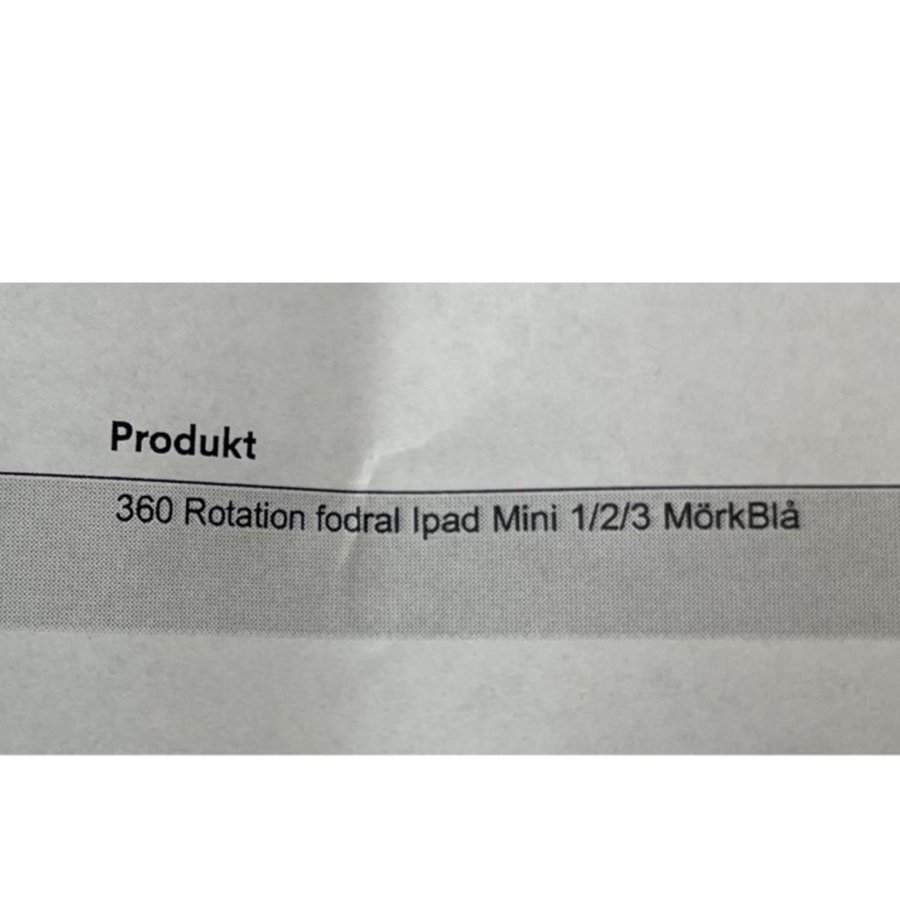 Produkt
360 Rotation fodral Ipad Mini 1/2/3 MörkBlå